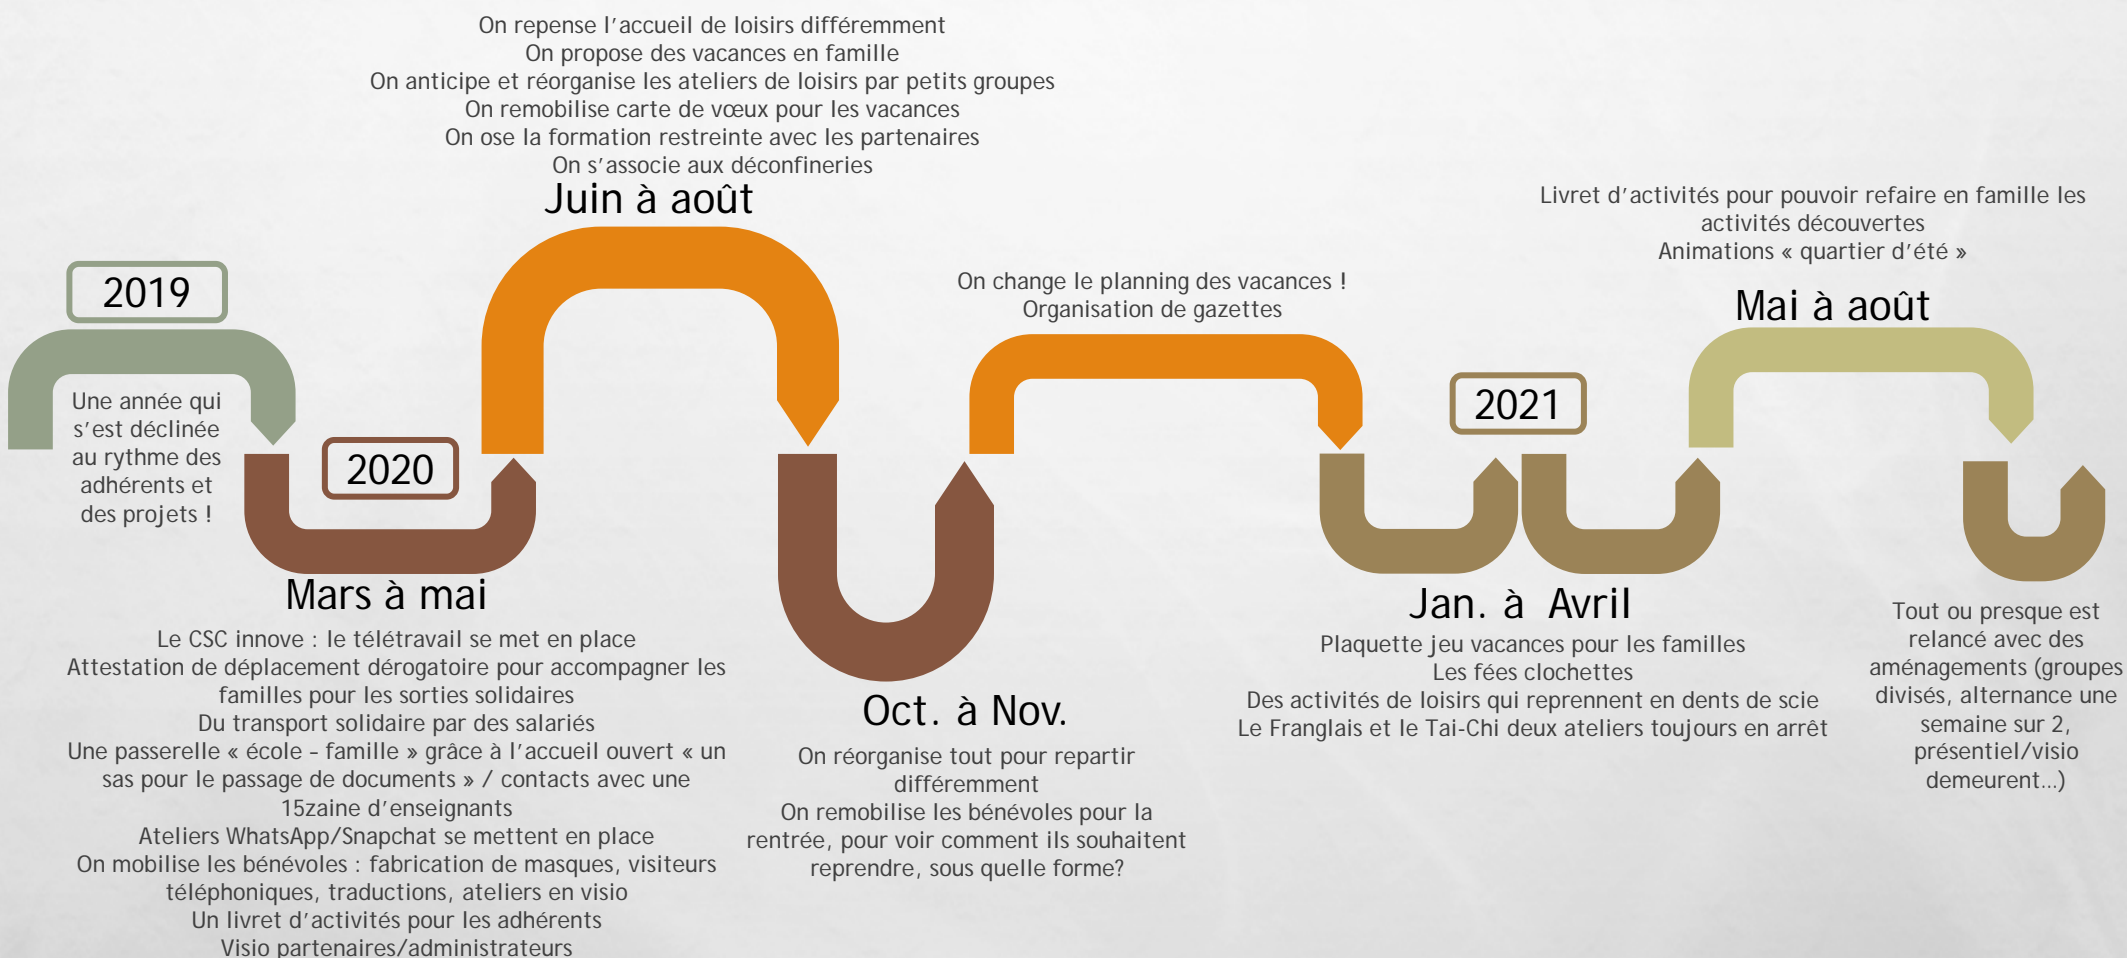 2019
Une année qui
s'est déclinée
au rythme des
adhérents et
des projets !
2020
Mars à mai
Le CSC innove : le télétravail se met en place
Attestation de déplacement dérogatoire pour accompagner les
familles pour les sorties solidaires
Du transport solidaire par des salariés
Une passerelle « école – famille » grâce à l'accueil ouvert « un
sas pour le passage de documents » / contacts avec une
15zaine d'enseignants
Ateliers WhatsApp/Snapchat se mettent en place
On mobilise les bénévoles : fabrication de masques, visiteurs
téléphoniques, traductions, ateliers en visio
Un livret d'activités pour les adhérents
Visio partenaires/administrateurs
On repense l'accueil de loisirs différemment
On propose des vacances en famille
On anticipe et réorganise les ateliers de loisirs par petits groupes
On remobilise carte de vœux pour les vacances
On ose la formation restreinte avec les partenaires
On s'associe aux déconfineries
Juin à août
Oct. à Nov.
On réorganise tout pour repartir
différemment
On remobilise les bénévoles pour la
rentrée, pour voir comment ils souhaitent
reprendre, sous quelle forme?
On change le planning des vacances !
Organisation de gazettes
2021
Jan. à Avril
Plaquette jeu vacances pour les familles
Les fées clochettes
Des activités de loisirs qui reprennent en dents de scie
Le Franglais et le Tai-Chi deux ateliers toujours en arrêt
Livret d'activités pour pouvoir refaire en famille les
activités découvertes
Animations « quartier d'été »
Mai à août
Tout ou presque est
relancé avec des
aménagements (groupes
divisés, alternance une
semaine sur 2,
présentiel/visio
demeurent…)